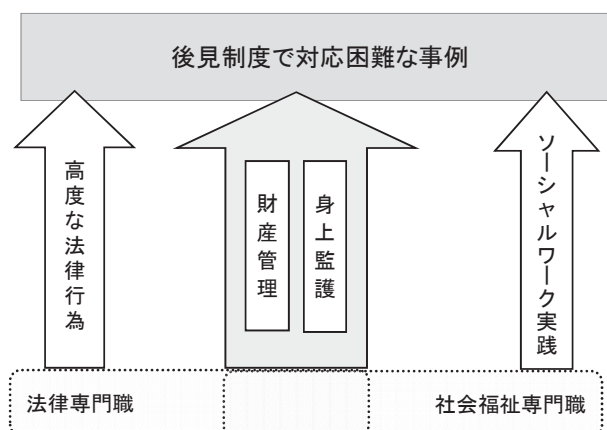 後見制度で対応困難な事例
高度な法律行為
財産管理
身上監護
ソーシャルワーク実践
法律専門職
社会福祉専門職